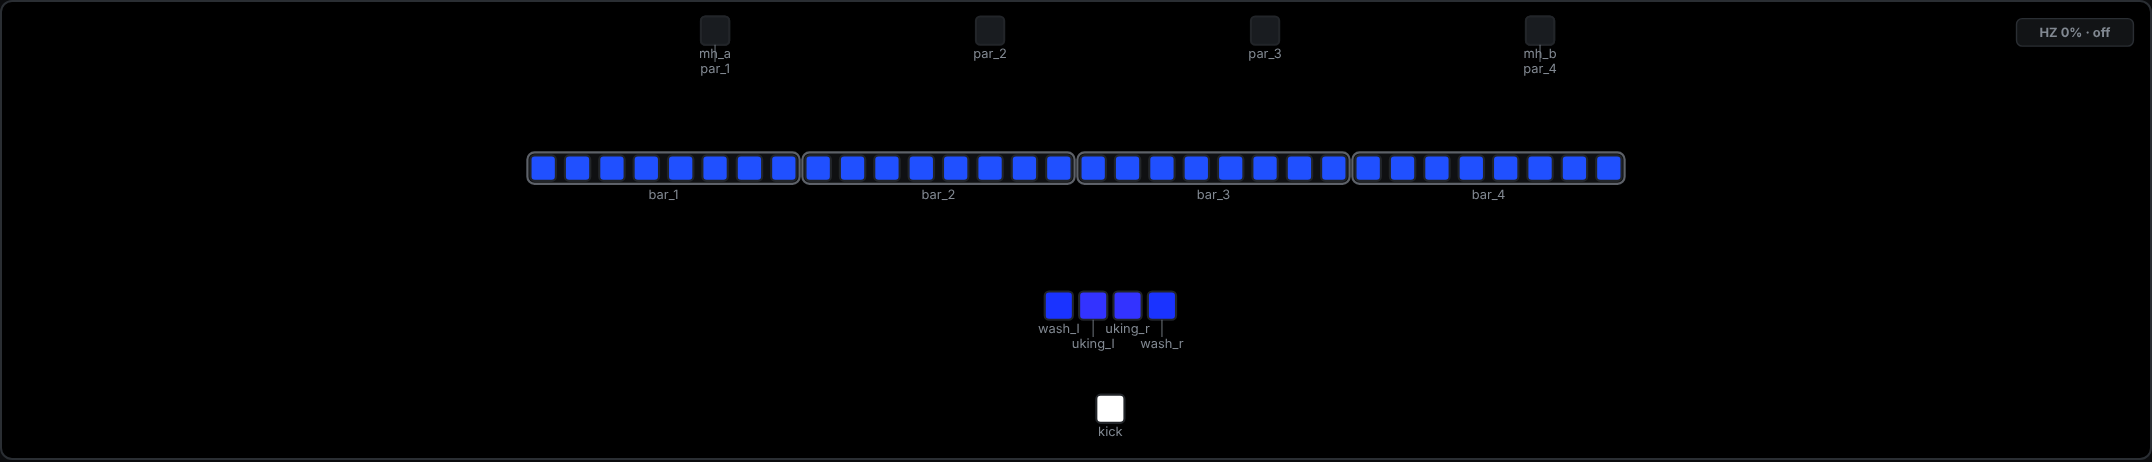 HZ 0% · off
mh_a
par_1
par_2
par_3
mh_b
par_4
bar_1
bar_2
bar_3
bar_4
wash_l
uking_l
uking_r
wash_r
kick